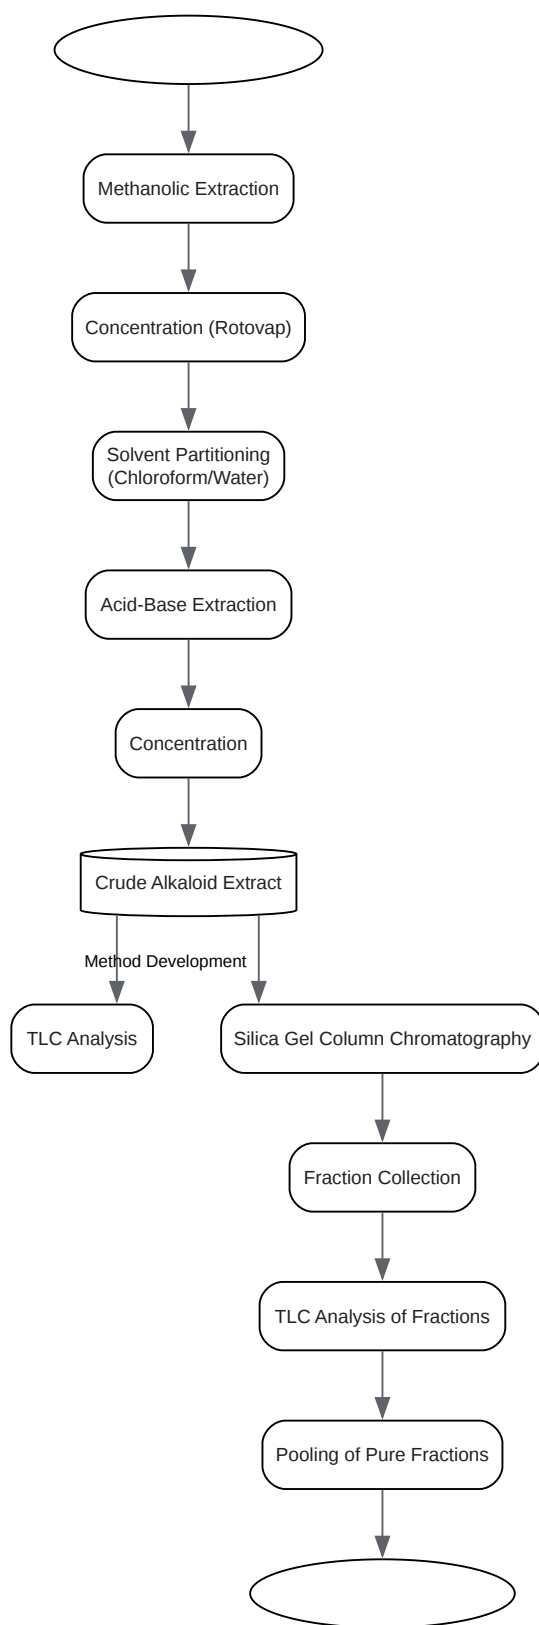 Methanolic Extraction
Concentration (Rotovap)
Solvent Partitioning
(Chloroform/Water)
Acid-Base Extraction
Concentration
Crude Alkaloid Extract
Method Development
TLC Analysis
Silica Gel Column Chromatography
Fraction Collection
TLC Analysis of Fractions
Pooling of Pure Fractions